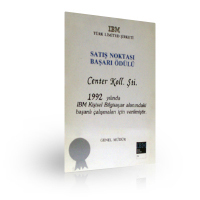 IBM
TÜRK LİMİTED ŞİRKETİ
SATIŞ NOKTASI
BAŞARI ÖDÜLÜ
Center Koll. Şti.
1992 yılında
IBM Kişisel Bilgisayar alanındaki
başarılı çalışmaları için verilmiştir.
GENEL MÜDÜR